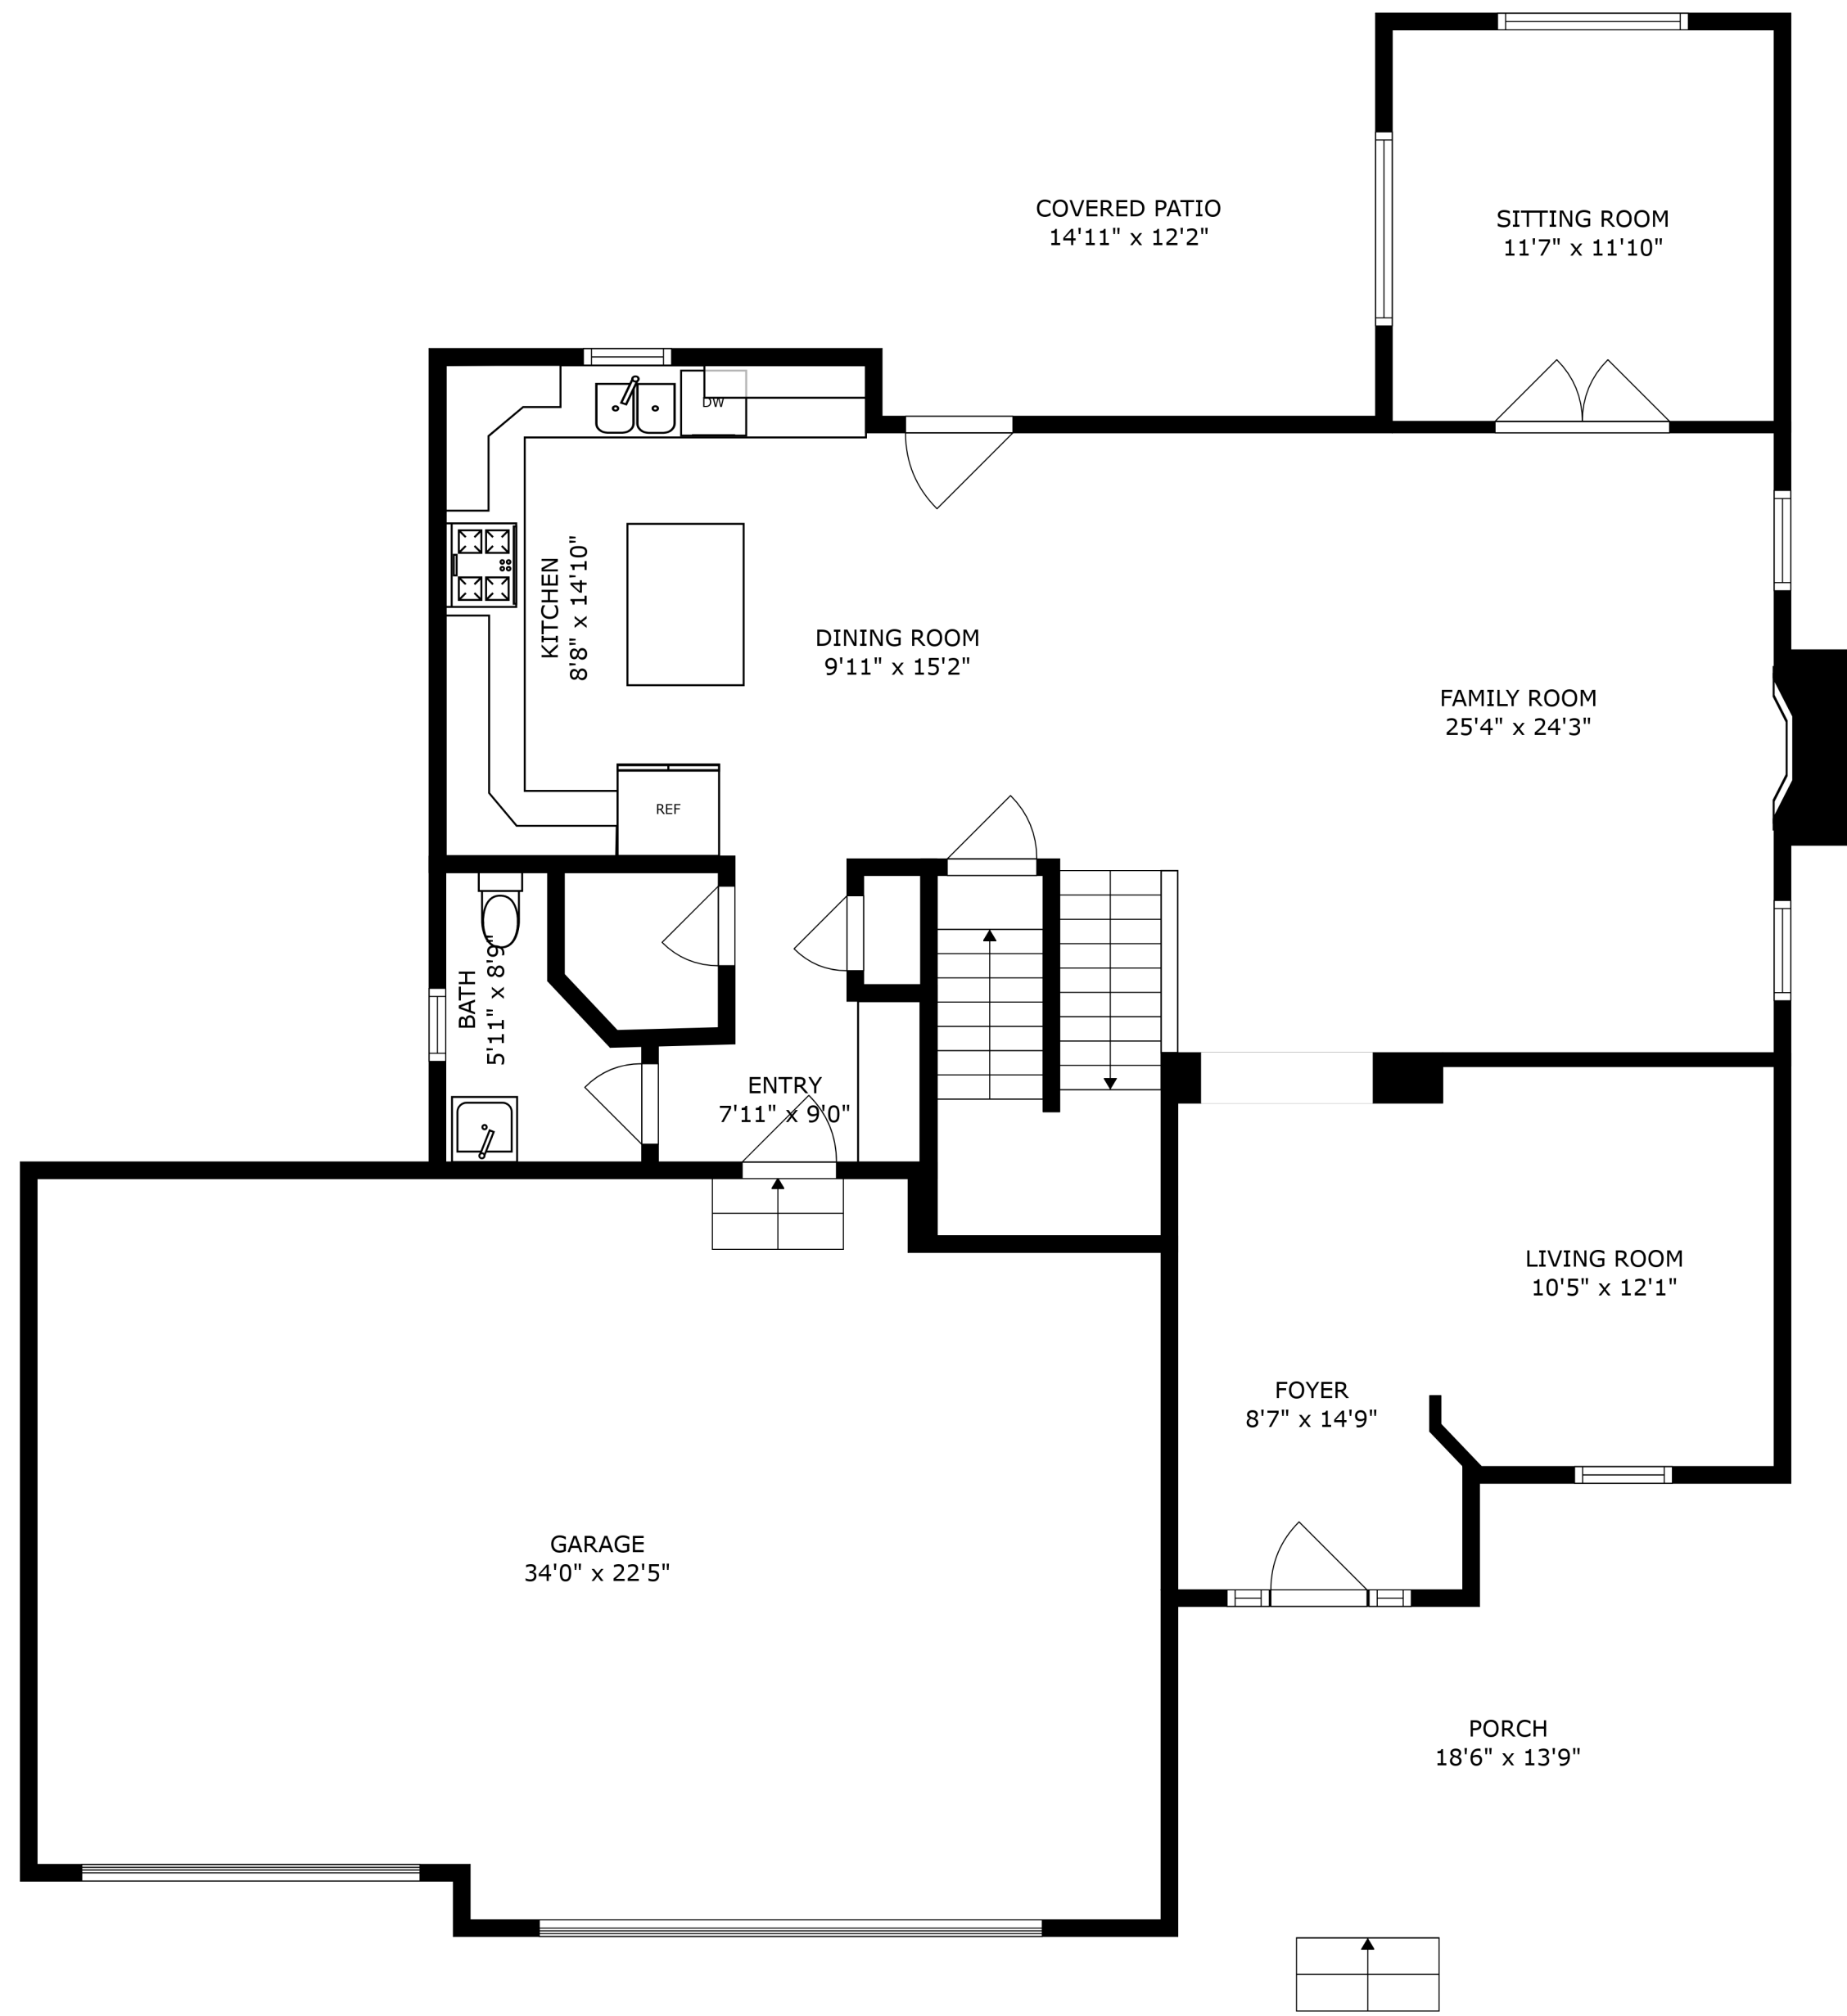 COVERED PATIO
14'11" x 12'2"
SITTING ROOM
11'7" x 11'10"
DW
KITCHEN
8'8" x 14'10"
DINING ROOM
9'11" x 15'2"
FAMILY ROOM
25'4" x 24'3"
REF
BATH
5'11" x 8'9"
ENTRY
7'11" x 9'0"
LIVING ROOM
10'5" x 12'1"
FOYER
8'7" x 14'9"
GARAGE
34'0" x 22'5"
PORCH
18'6" x 13'9"